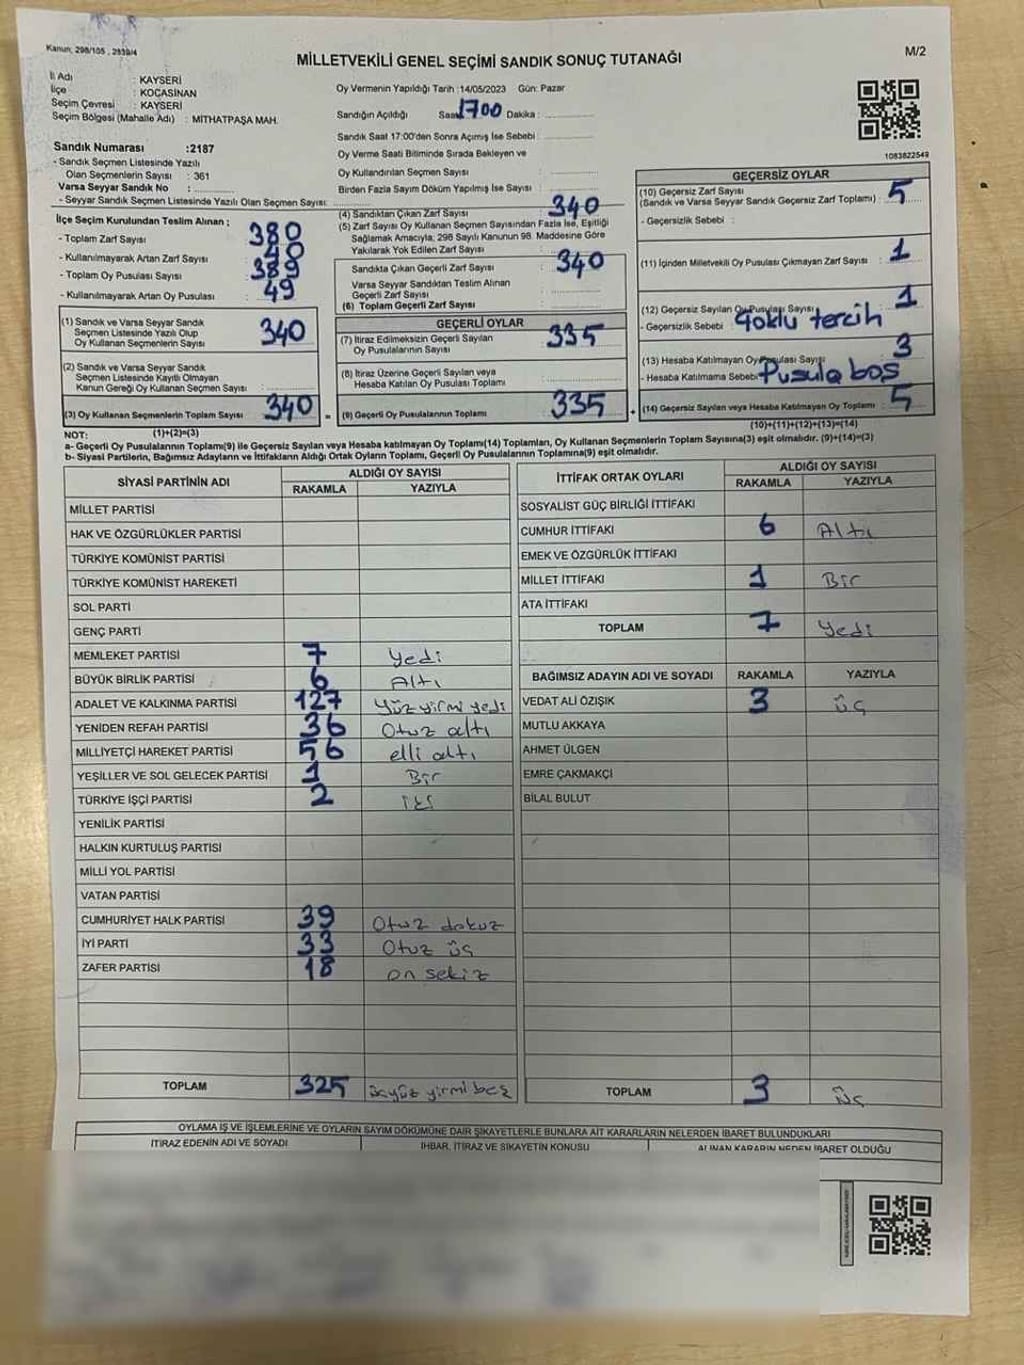 Kanun; 298/105 , 2839/4
MİLLETVEKİLİ GENEL SEÇİMİ SANDIK SONUÇ TUTANAĞI
M/2
İl Adı : KAYSERİ
İlçe : KOCASİNAN
Seçim Çevresi : KAYSERİ
Seçim Bölgesi (Mahalle Adı) : MİTHATPAŞA MAH.
Sandık Numarası :2187
- Sandık Seçmen Listesinde Yazılı
Olan Seçmenlerin Sayısı : 361
Varsa Seyyar Sandık No :
- Seyyar Sandık Seçmen Listesinde Yazılı Olan Seçmen Sayısı:
Oy Vermenin Yapıldığı Tarih :14/05/2023 Gün: Pazar
Sandığın Açıldığı Saat 1700 Dakika :
Sandık Saat 17:00'den Sonra Açımış İse Sebebi :
Oy Verme Saati Bitiminde Sırada Bekleyen ve
Oy Kullandırılan Seçmen Sayısı :
Birden Fazla Sayım Döküm Yapılmış İse Sayısı :
1083822549
İlçe Seçim Kurulundan Teslim Alınan ;
- Toplam Zarf Sayısı : 380
- Kullanılmayarak Artan Zarf Sayısı : 40
- Toplam Oy Pusulası Sayısı : 389
- Kullanılmayarak Artan Oy Pusulası : 49
(4) Sandıktan Çıkan Zarf Sayısı : 340
(5) Zarf Sayısı Oy Kullanan Seçmen Sayısından Fazla İse, Eşitliği
Sağlamak Amacıyla; 298 Sayılı Kanunun 98. Maddesine Göre
Yakılarak Yok Edilen Zarf Sayısı :
Sandıkta Çıkan Geçerli Zarf Sayısı : 340
Varsa Seyyar Sandıktan Teslim Alınan
Geçerli Zarf Sayısı :
(6) Toplam Geçerli Zarf Sayısı :
GEÇERSİZ OYLAR
(10) Geçersiz Zarf Sayısı
(Sandık ve Varsa Seyyar Sandık Geçersiz Zarf Toplamı) : 5
- Geçersizlik Sebebi :
(11) İçinden Milletvekili Oy Pusulası Çıkmayan Zarf Sayısı : 1
(12) Geçersiz Sayılan Oy Pusulası Sayısı : 1
- Geçersizlik Sebebi Çoklu tercih
(13) Hesaba Katılmayan Oy Pusulası Sayısı : 3
- Hesaba Katılmama Sebebi Pusula boş
(14) Geçersiz Sayılan veya Hesaba Katılmayan Oy Toplamı : 5
(10)+(11)+(12)+(13)=(14)
(1) Sandık ve Varsa Seyyar Sandık
Seçmen Listesinde Yazılı Olup
Oy Kullanan Seçmenlerin Sayısı : 340
(2) Sandık ve Varsa Seyyar Sandık
Seçmen Listesinde Kayıtlı Olmayan
Kanun Gereği Oy Kullanan Seçmen Sayısı :
(3) Oy Kullanan Seçmenlerin Toplam Sayısı : 340 =
(1)+(2)=(3)
GEÇERLİ OYLAR
(7) İtiraz Edilmeksizin Geçerli Sayılan
Oy Pusulalarının Sayısı : 335
(8) İtiraz Üzerine Geçerli Sayılan veya
Hesaba Katılan Oy Pusulası Toplamı :
(9) Geçerli Oy Pusulalarının Toplamı : 335 +
NOT:
a- Geçerli Oy Pusulalarının Toplamı(9) ile Geçersiz Sayılan veya Hesaba katılmayan Oy Toplamı(14) Toplamları, Oy Kullanan Seçmenlerin Toplam Sayısına(3) eşit olmalıdır. (9)+(14)=(3)
b- Siyasi Partilerin, Bağımsız Adayların ve İttifakların Aldığı Ortak Oyların Toplamı, Geçerli Oy Pusulalarının Toplamına(9) eşit olmalıdır.
SİYASİ PARTİNİN ADI ALDIĞI OY SAYISI
RAKAMLA YAZIYLA
MİLLET PARTİSİ
HAK VE ÖZGÜRLÜKLER PARTİSİ
TÜRKİYE KOMÜNİST PARTİSİ
TÜRKİYE KOMÜNİST HAREKETİ
SOL PARTİ
GENÇ PARTİ
MEMLEKET PARTİSİ 7 yedi
BÜYÜK BİRLİK PARTİSİ 6 Altı
ADALET VE KALKINMA PARTİSİ 127 yüz yirmi yedi
YENİDEN REFAH PARTİSİ 36 Otuz altı
MİLLİYETÇİ HAREKET PARTİSİ 56 elli altı
YEŞİLLER VE SOL GELECEK PARTİSİ 1 Bir
TÜRKİYE İŞÇİ PARTİSİ 2 iki
YENİLİK PARTİSİ
HALKIN KURTULUŞ PARTİSİ
MİLLİ YOL PARTİSİ
VATAN PARTİSİ
CUMHURİYET HALK PARTİSİ 39 Otuz dokuz
İYİ PARTİ 33 Otuz üç
ZAFER PARTİSİ 18 on sekiz
TOPLAM 325 üçyüz yirmi beş
İTTİFAK ORTAK OYLARI ALDIĞI OY SAYISI
RAKAMLA YAZIYLA
SOSYALİST GÜÇ BİRLİĞİ İTTİFAKI
CUMHUR İTTİFAKI 6 Altı
EMEK VE ÖZGÜRLÜK İTTİFAKI
MİLLET İTTİFAKI 1 Bir
ATA İTTİFAKI
TOPLAM 7 yedi
BAĞIMSIZ ADAYIN ADI VE SOYADI RAKAMLA YAZIYLA
VEDAT ALİ ÖZIŞIK 3 üç
MUTLU AKKAYA
AHMET ÜLGEN
EMRE ÇAKMAKÇİ
BİLAL BULUT
TOPLAM 3 üç
OYLAMA İŞ VE İŞLEMLERİNE VE OYLARIN SAYIM DÖKÜMÜNE DAİR ŞİKAYETLERLE BUNLARA AİT KARARLARIN NELERDEN İBARET BULUNDUKLARI
İTİRAZ EDENİN ADI VE SOYADI İHBAR, İTİRAZ VE ŞİKAYETİN KONUSU ALINAN KARARIN NEDEN İBARET OLDUĞU